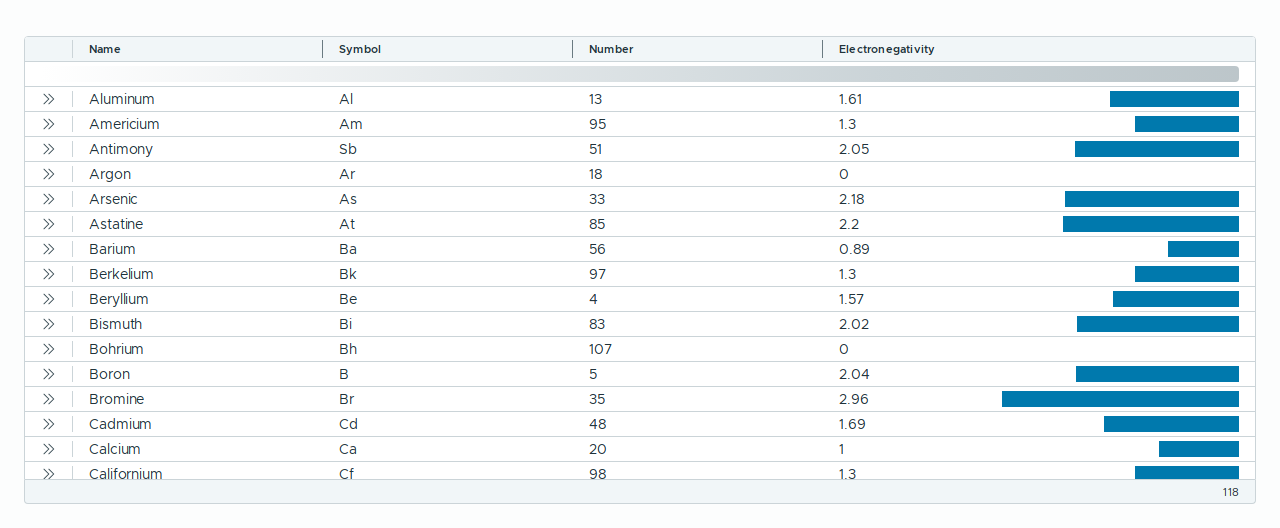 Name Symbol Number Electronegativity
Aluminum Al 13 1.61
Americium Am 95 1.3
Antimony Sb 51 2.05
Argon Ar 18 0
Arsenic As 33 2.18
Astatine At 85 2.2
Barium Ba 56 0.89
Berkelium Bk 97 1.3
Beryllium Be 4 1.57
Bismuth Bi 83 2.02
Bohrium Bh 107 0
Boron B 5 2.04
Bromine Br 35 2.96
Cadmium Cd 48 1.69
Calcium Ca 20 1
Californium Cf 98 1.3
118